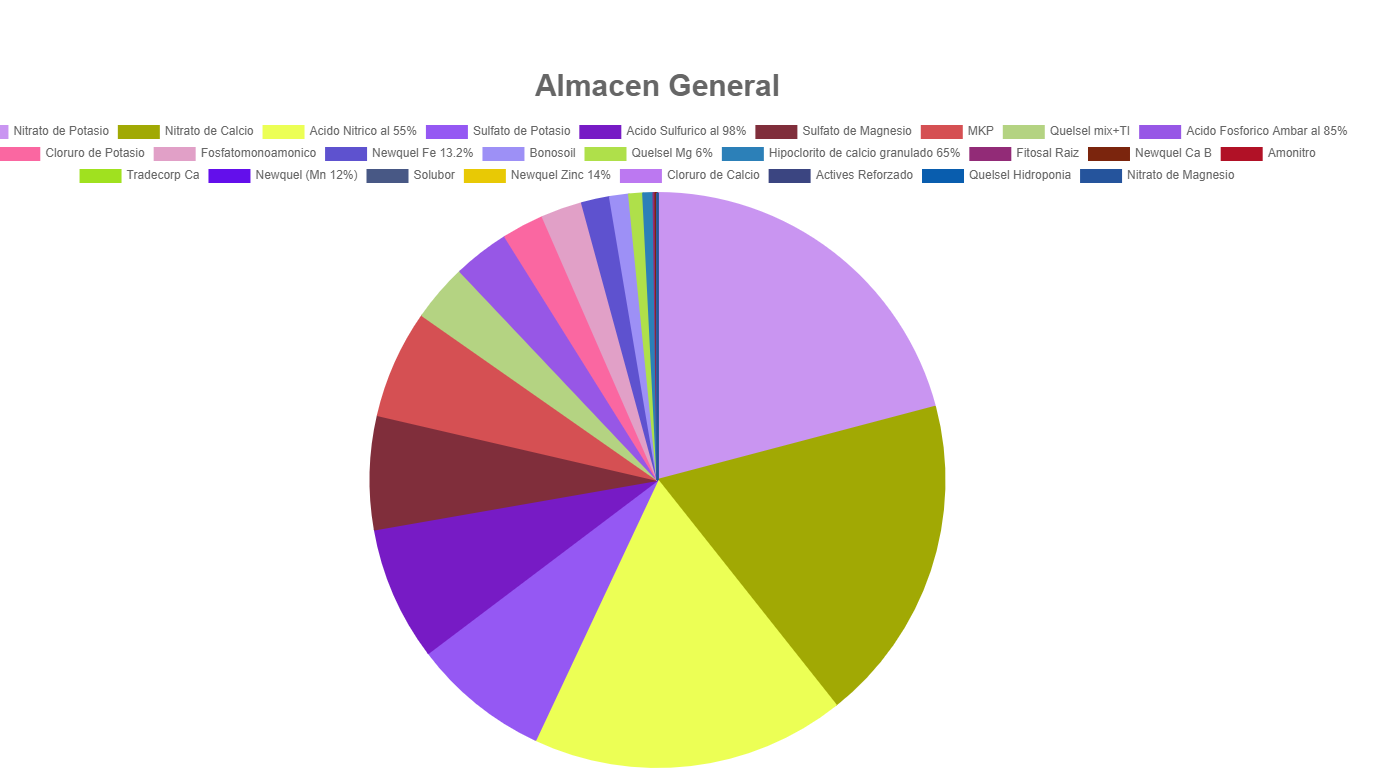 Almacen General
Nitrato de Potasio Nitrato de Calcio Acido Nitrico al 55% Sulfato de Potasio Acido Sulfurico al 98% Sulfato de Magnesio MKP Quelsel mix+TI Acido Fosforico Ambar al 85%
Cloruro de Potasio Fosfatomonoamonico Newquel Fe 13.2% Bonosoil Quelsel Mg 6% Hipoclorito de calcio granulado 65% Fitosal Raiz Newquel Ca B Amonitro
Tradecorp Ca Newquel (Mn 12%) Solubor Newquel Zinc 14% Cloruro de Calcio Actives Reforzado Quelsel Hidroponia Nitrato de Magnesio